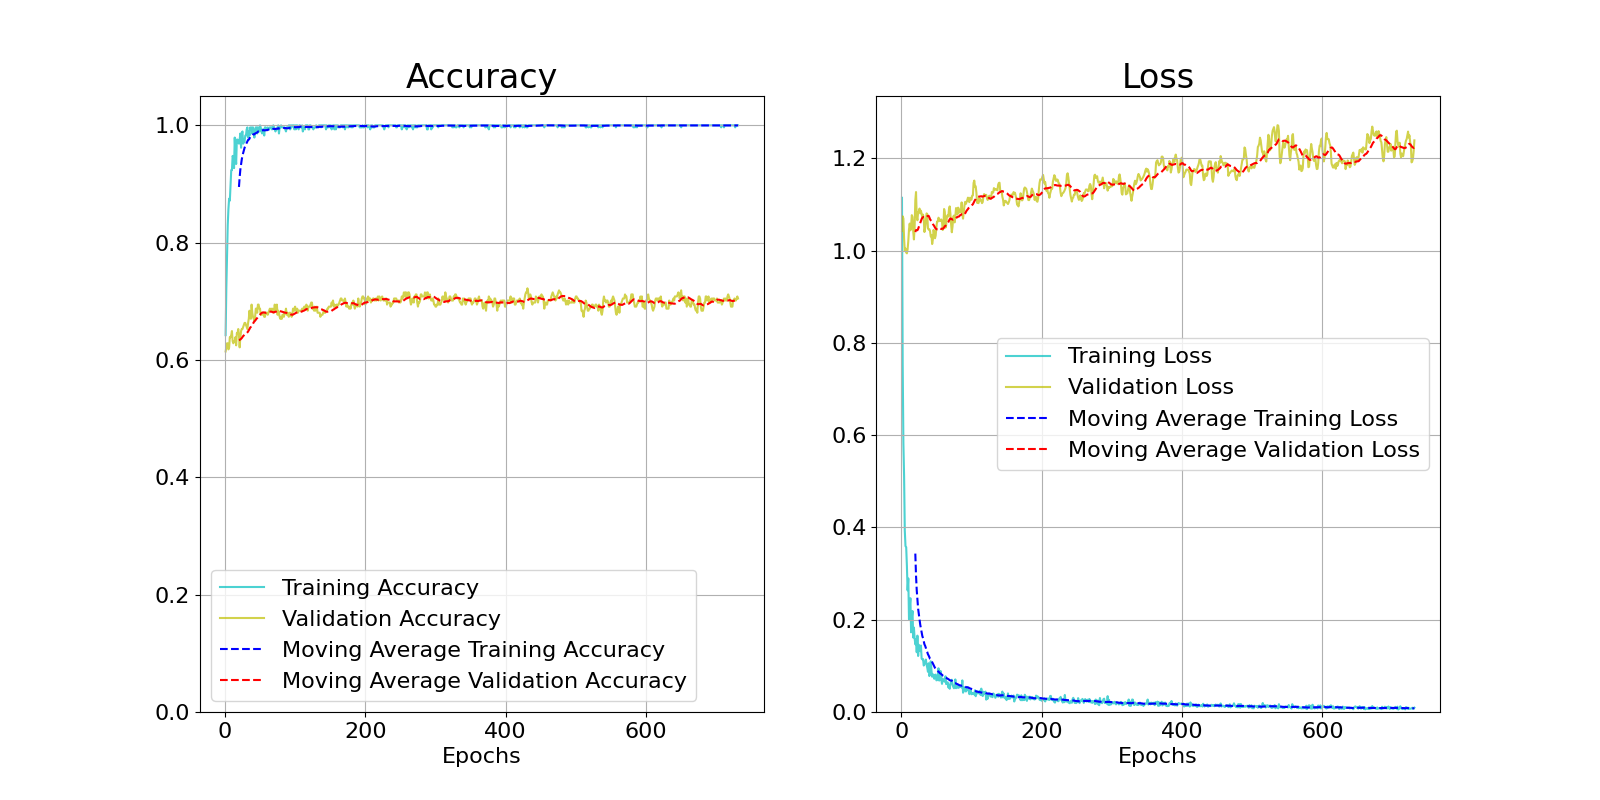 Accuracy
1.0
0.8
0.6
0.4
0.2
0.0
Training Accuracy
Validation Accuracy
Moving Average Training Accuracy
Moving Average Validation Accuracy
0 200 400 600
Epochs
Loss
1.2
1.0
0.8
0.6
0.4
0.2
0.0
Training Loss
Validation Loss
Moving Average Training Loss
Moving Average Validation Loss
0 200 400 600
Epochs